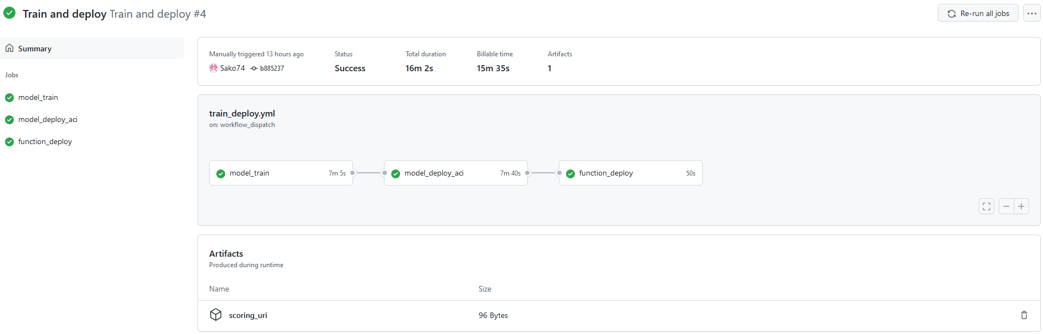 Train and deploy Train and deploy #4
Re-run all jobs
Summary
Jobs
model_train
model_deploy_aci
function_deploy
Manually triggered 13 hours ago
Status
Total duration
Billable time
Artifacts
Sako74 b885237
Success
16m 2s
15m 35s
1
train_deploy.yml
on: workflow_dispatch
model_train 7m 5s
model_deploy_aci 7m 40s
function_deploy 50s
Artifacts
Produced during runtime
Name Size
scoring_uri 96 Bytes